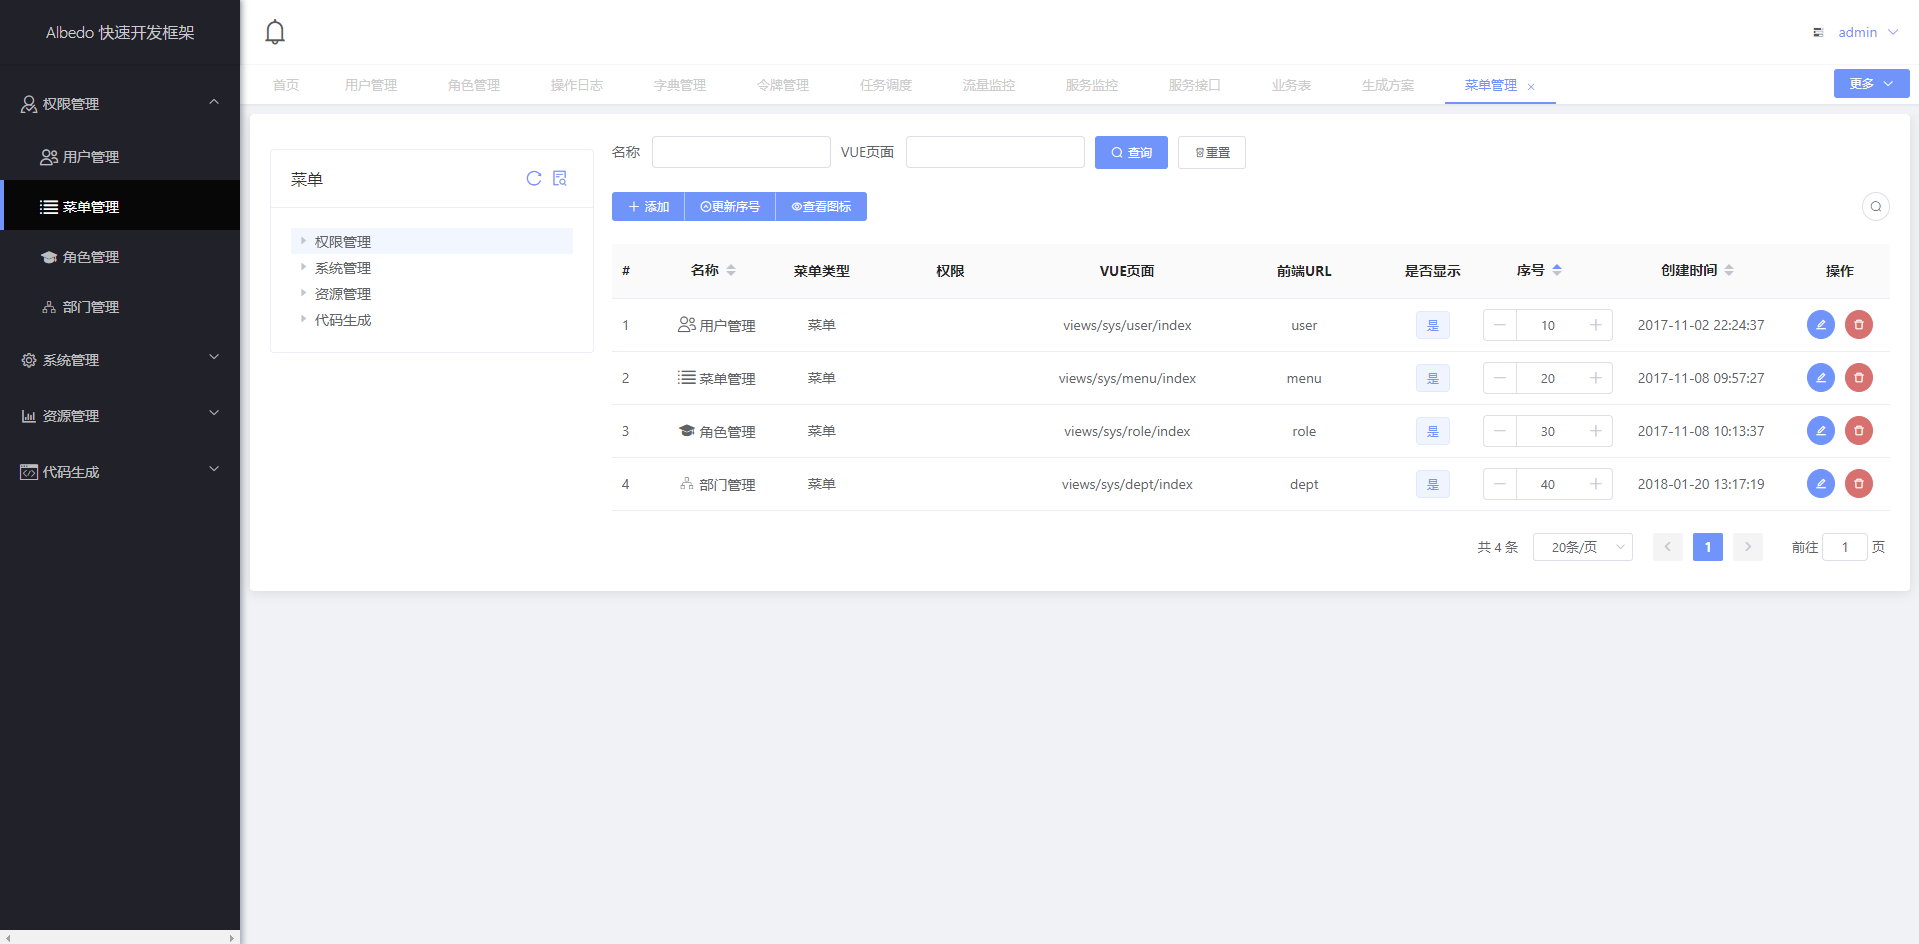 Albedo 快速开发框架
权限管理
用户管理
菜单管理
角色管理
部门管理
系统管理
资源管理
代码生成
admin
首页 用户管理 角色管理 操作日志 字典管理 令牌管理 任务调度 流量监控 服务监控 服务接口 业务表 生成方案 菜单管理 更多
菜单
权限管理
系统管理
资源管理
代码生成
名称 VUE页面 查询 重置
添加 更新序号 查看图标
# 名称 菜单类型 权限 VUE页面 前端URL 是否显示 序号 创建时间 操作
1 用户管理 菜单 views/sys/user/index user 是 10 2017-11-02 22:24:37
2 菜单管理 菜单 views/sys/menu/index menu 是 20 2017-11-08 09:57:27
3 角色管理 菜单 views/sys/role/index role 是 30 2017-11-08 10:13:37
4 部门管理 菜单 views/sys/dept/index dept 是 40 2018-01-20 13:17:19
共 4 条 20条/页 1 前往 1 页